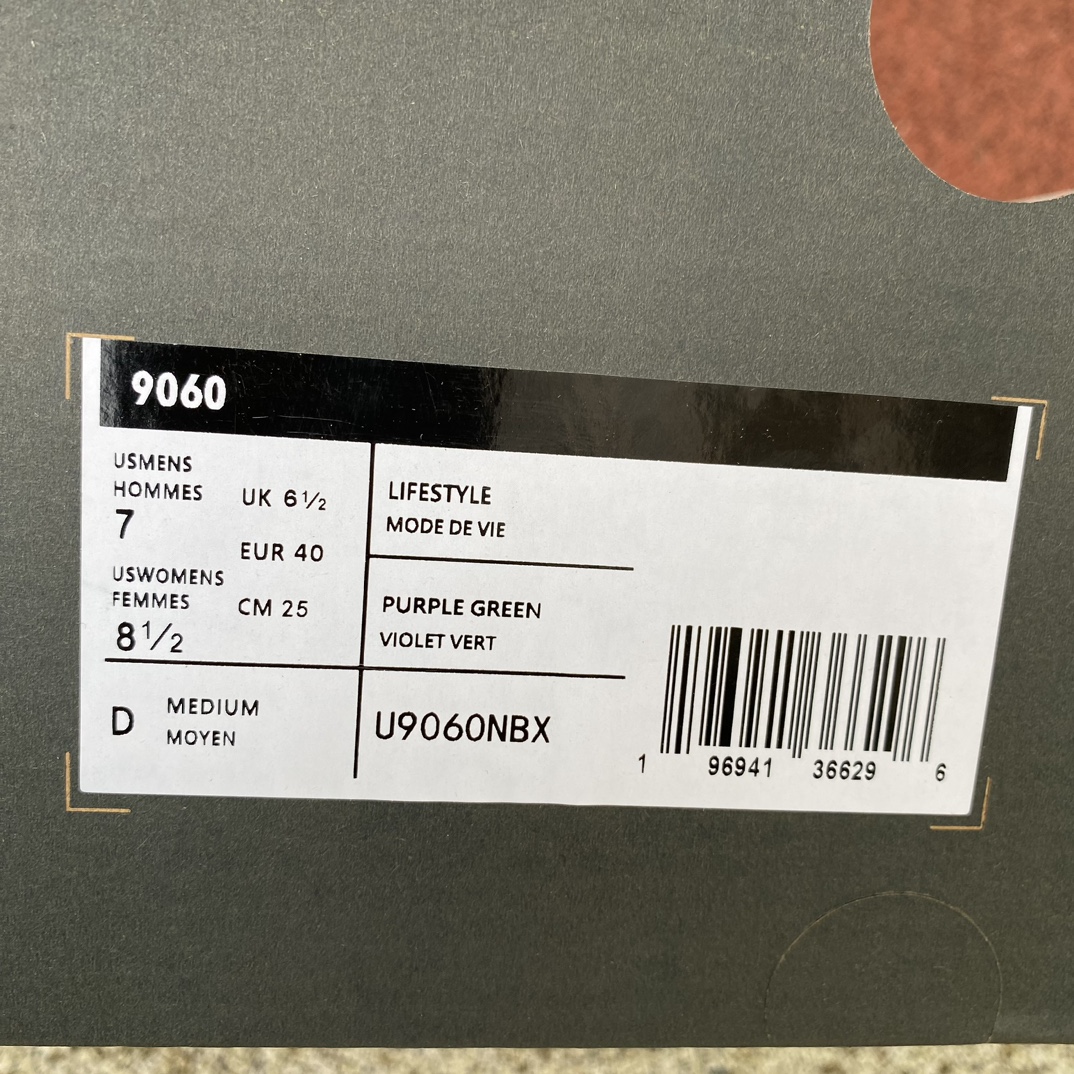 9060
USMENS
HOMMES
7
UK 6½
EUR 40
USWOMENS
FEMMES
8½
CM 25
LIFESTYLE
MODE DE VIE
PURPLE GREEN
VIOLET VERT
D
MEDIUM
MOYEN
U9060NBX
1 96941 36629 6